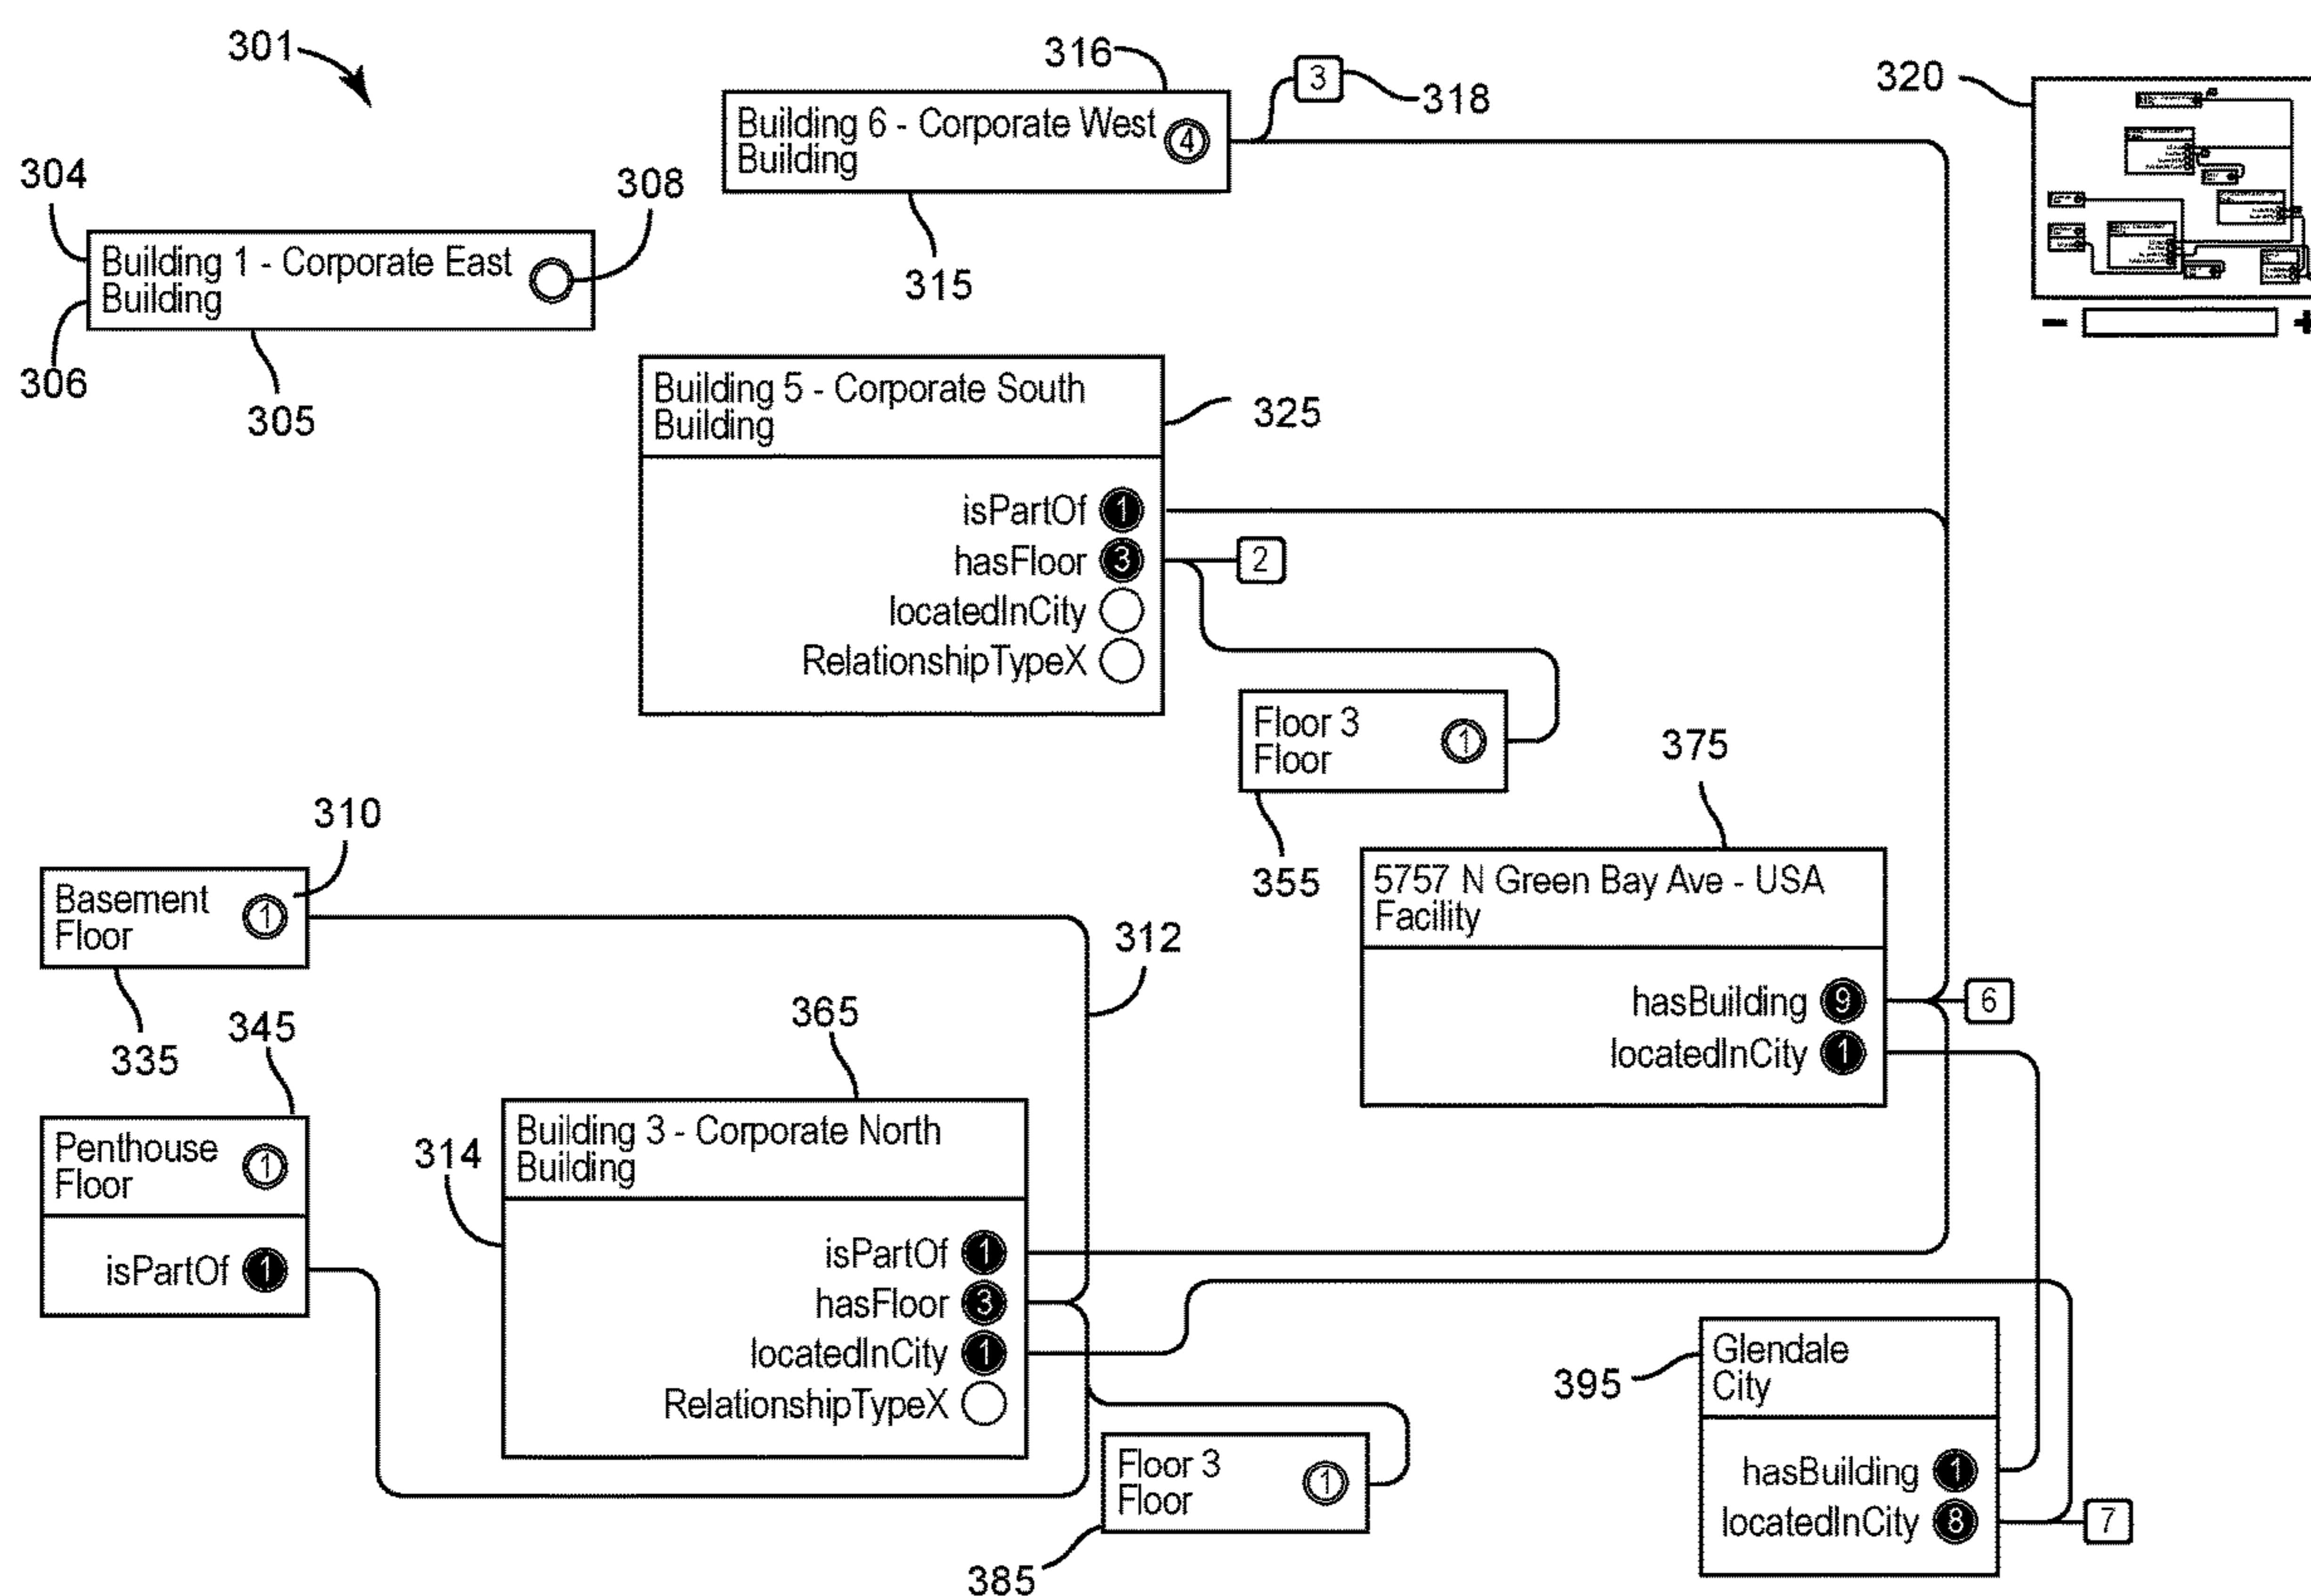 301
316
3
318
320
Building 6 - Corporate West
Building
4
304
308
315
Building 1 - Corporate East
Building
306
305
Building 5 - Corporate South
Building
325
isPartOf 1
hasFloor 3
2
locatedInCity
RelationshipTypeX
Floor 3
Floor
1
355
375
310
Basement
Floor
1
335
312
5757 N Green Bay Ave - USA
Facility
hasBuilding 9
6
locatedInCity 1
345
365
Penthouse
Floor
1
isPartOf 1
314
Building 3 - Corporate North
Building
isPartOf 1
hasFloor 3
locatedInCity 1
RelationshipTypeX
Floor 3
Floor
1
385
395
Glendale
City
hasBuilding 1
locatedInCity 8
7